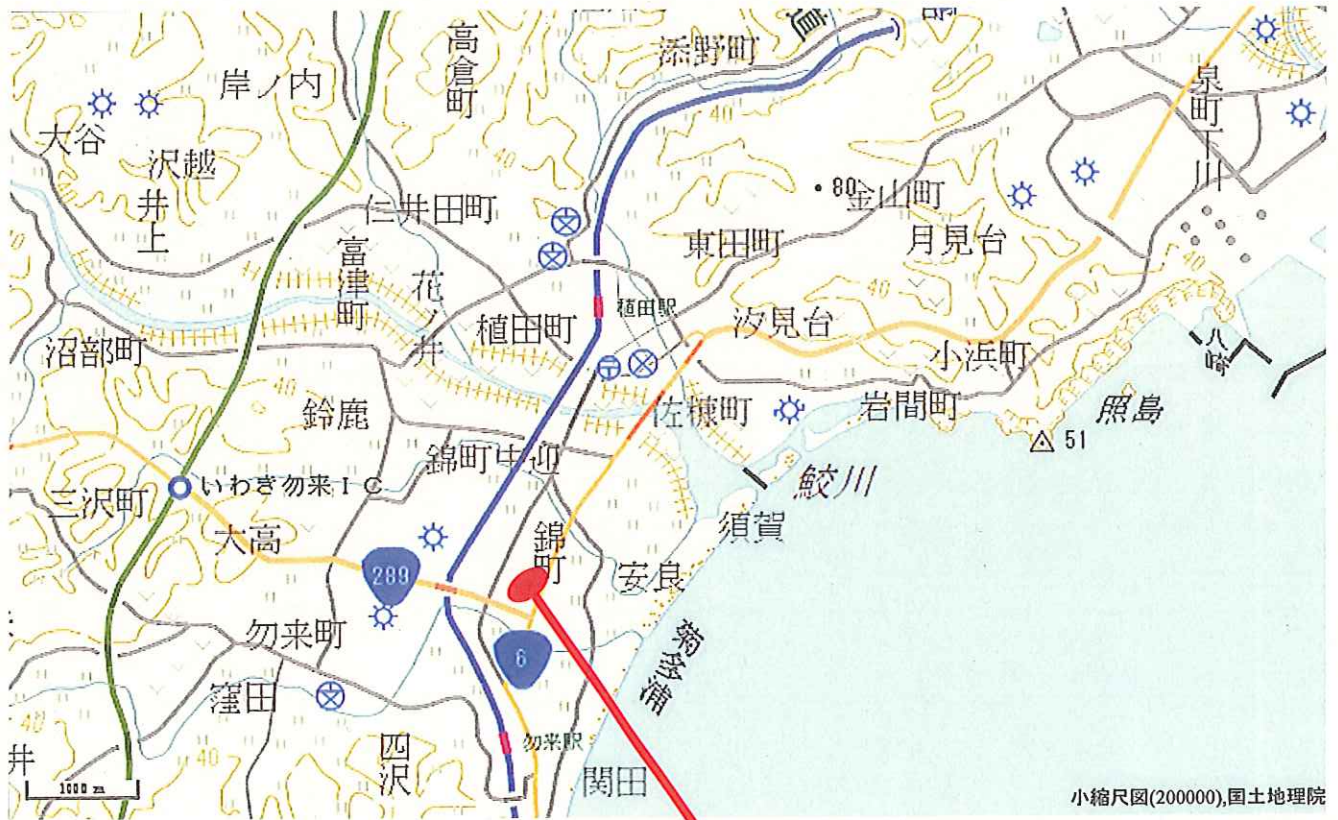 高倉町
添野町
道
岸ノ内
泉町下川
大谷
沢越
井上
40
40
・80
金山町
仁井田町
東田町
月見台
富津町
花ノ井
植田駅
植田町
汐見台
40
小浜町
八崎
沼部町
照島
鈴鹿
佐糠町
岩間町
51
錦町中迎
いわき勿来IC
鮫川
三沢町
須賀
大高
錦町
289
安良
勿来町
6
菊多浦
窪田
40
四沢
勿来駅
40
井
関田
1000 m
小縮尺図(200000),国土地理院